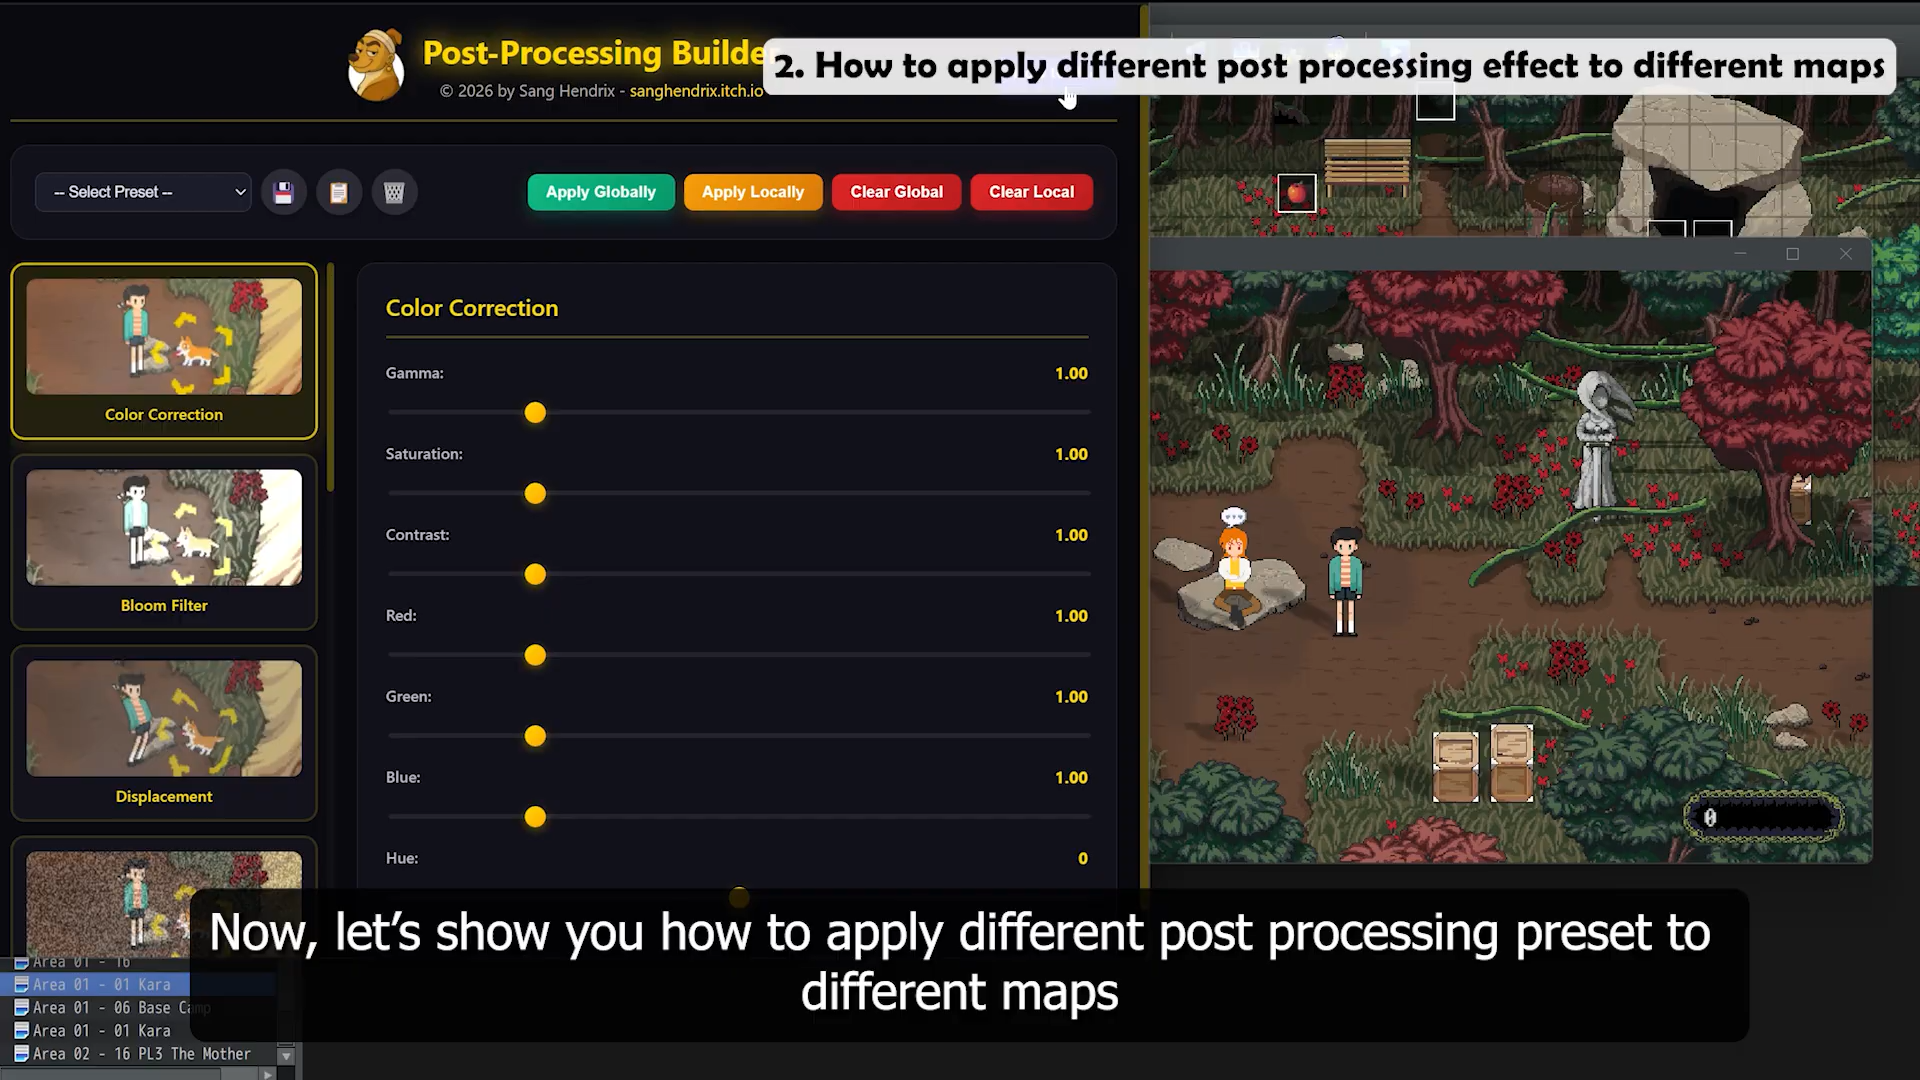 Post-Processing Builde
© 2026 by Sang Hendrix - sanghendrix.itch.io
2. How to apply different post processing effect to different maps
-- Select Preset --
Apply Globally
Apply Locally
Clear Global
Clear Local
Color Correction
Bloom Filter
Displacement
Color Correction
Gamma:
1.00
Saturation:
1.00
Contrast:
1.00
Red:
1.00
Green:
1.00
Blue:
1.00
Hue:
0
0
Now, let's show you how to apply different post processing preset to
different maps
Area 01 - 16
Area 01 - 01 Kara
Area 01 - 06 Base Camp
Area 01 - 01 Kara
Area 02 - 16 PL3 The Mother